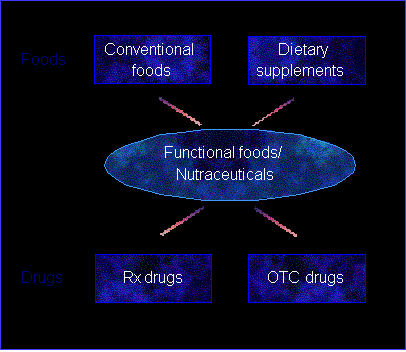 Conventional
foods
Dietary
supplements
Foods
Functional foods/
Nutraceuticals
Drugs
Rx drugs
OTC drugs